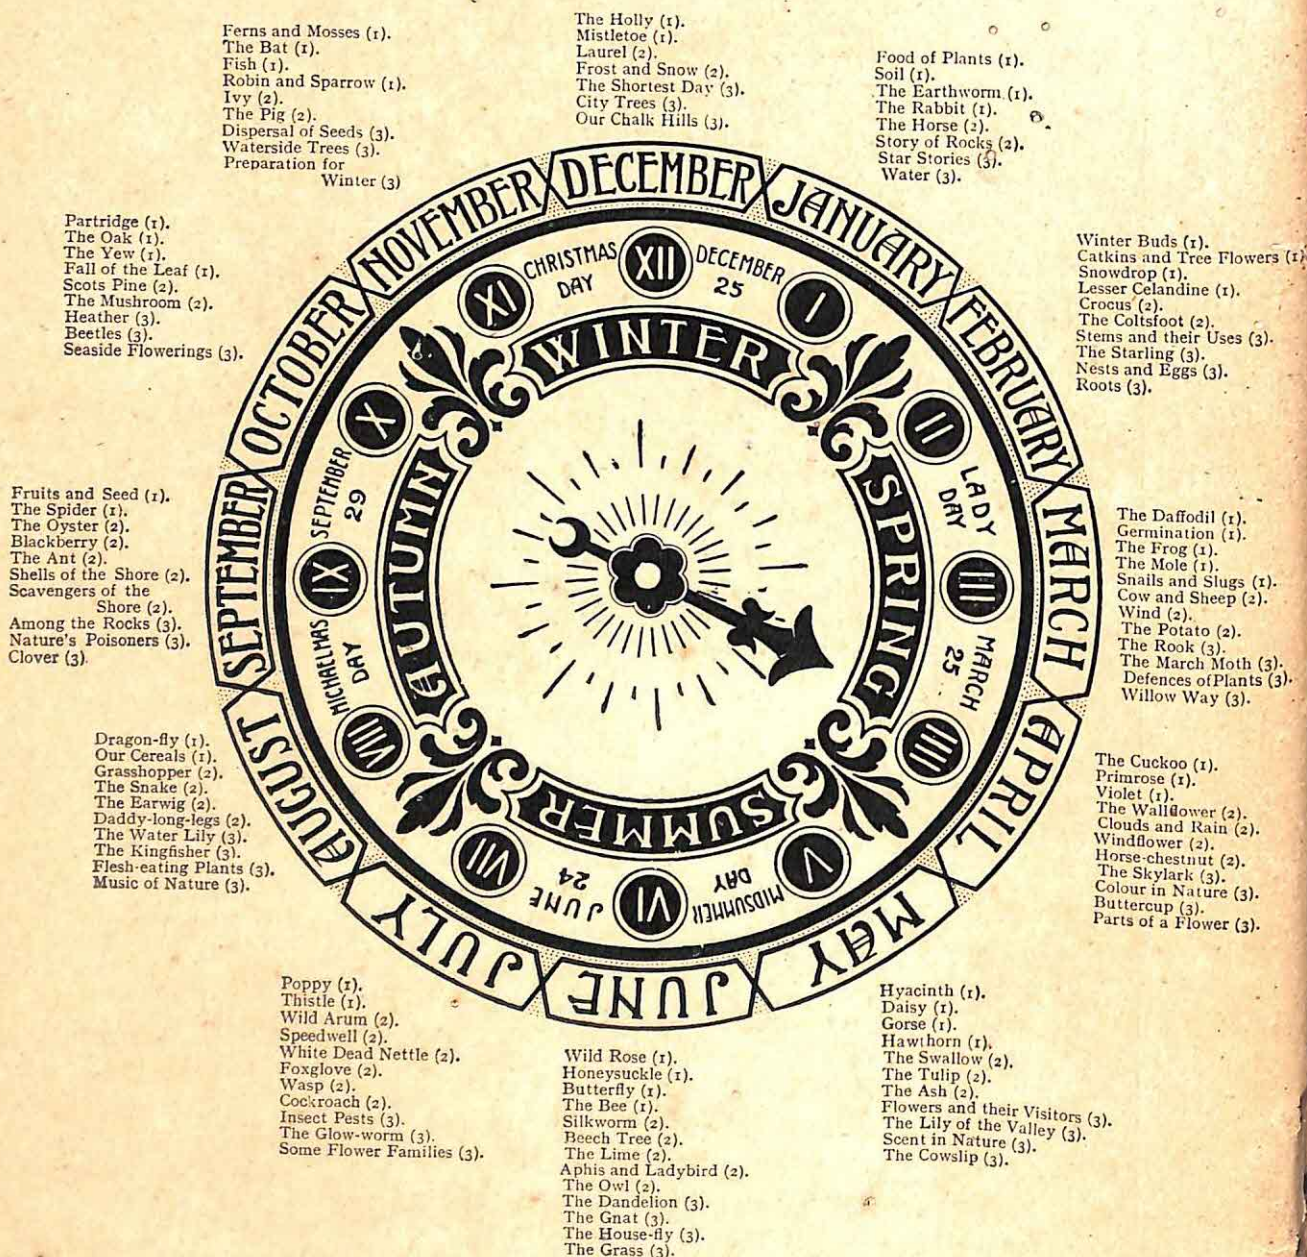 Ferns and Mosses (1).
The Bat (1).
Fish (1).
Robin and Sparrow (1).
Ivy (2).
The Pig (2).
Dispersal of Seeds (3).
Waterside Trees (3).
Preparation for
Winter (3)
The Holly (1).
Mistletoe (1).
Laurel (2).
Frost and Snow (2).
The Shortest Day (3).
City Trees (3).
Our Chalk Hills (3).
Food of Plants (1).
Soil (1).
The Earthworm (1).
The Rabbit (1).
The Horse (2).
Story of Rocks (2).
Star Stories (3).
Water (3).
Partridge (1).
The Oak (1).
The Yew (1).
Fall of the Leaf (1).
Scots Pine (2).
The Mushroom (2).
Heather (3).
Beetles (3).
Seaside Flowerings (3).
Winter Buds (1).
Catkins and Tree Flowers (1)
Snowdrop (1).
Lesser Celandine (1).
Crocus (2).
The Coltsfoot (2).
Stems and their Uses (3).
The Starling (3).
Nests and Eggs (3).
Roots (3).
Fruits and Seed (1).
The Spider (1).
The Oyster (2).
Blackberry (2).
The Ant (2).
Shells of the Shore (2).
Scavengers of the
Shore (2).
Among the Rocks (3).
Nature's Poisoners (3).
Clover (3).
The Daffodil (1).
Germination (1).
The Frog (1).
The Mole (1).
Snails and Slugs (1).
Cow and Sheep (2).
Wind (2).
The Potato (2).
The Rook (3).
The March Moth (3).
Defences of Plants (3).
Willow Way (3).
Dragon-fly (1).
Our Cereals (1).
Grasshopper (2).
The Snake (2).
The Earwig (2).
Daddy-long-legs (2).
The Water Lily (3).
The Kingfisher (3).
Flesh-eating Plants (3).
Music of Nature (3).
The Cuckoo (1).
Primrose (1).
Violet (1).
The Wallflower (2).
Clouds and Rain (2).
Windflower (2).
Horse-chestnut (2).
The Skylark (3).
Colour in Nature (3).
Buttercup (3).
Parts of a Flower (3).
Poppy (1).
Thistle (1).
Wild Arum (2).
Speedwell (2).
White Dead Nettle (2).
Foxglove (2).
Wasp (2).
Cockroach (2).
Insect Pests (3).
The Glow-worm (3).
Some Flower Families (3).
Wild Rose (1).
Honeysuckle (1).
Butterfly (1).
The Bee (1).
Silkworm (2).
Beech Tree (2).
The Lime (2).
Aphis and Ladybird (2).
The Owl (2).
The Dandelion (3).
The Gnat (3).
The House-fly (3).
The Grass (3).
Hyacinth (1).
Daisy (1).
Gorse (1).
Hawthorn (1).
The Swallow (2).
The Tulip (2).
The Ash (2).
Flowers and their Visitors (3).
The Lily of the Valley (3).
Scent in Nature (3).
The Cowslip (3).
DECEMBER
JANUARY
FEBRUARY
MARCH
APRIL
MAY
JUNE
JULY
AUGUST
SEPTEMBER
OCTOBER
NOVEMBER
XII
DECEMBER
25
I
II
LADY
DAY
III
MARCH
25
IIII
V
MIDSUMMER
DAY
VI
JUNE
24
VII
VIII
MICHAELMAS
DAY
IX
SEPTEMBER
29
X
XI
CHRISTMAS
DAY
WINTER
SPRING
SUMMER
AUTUMN